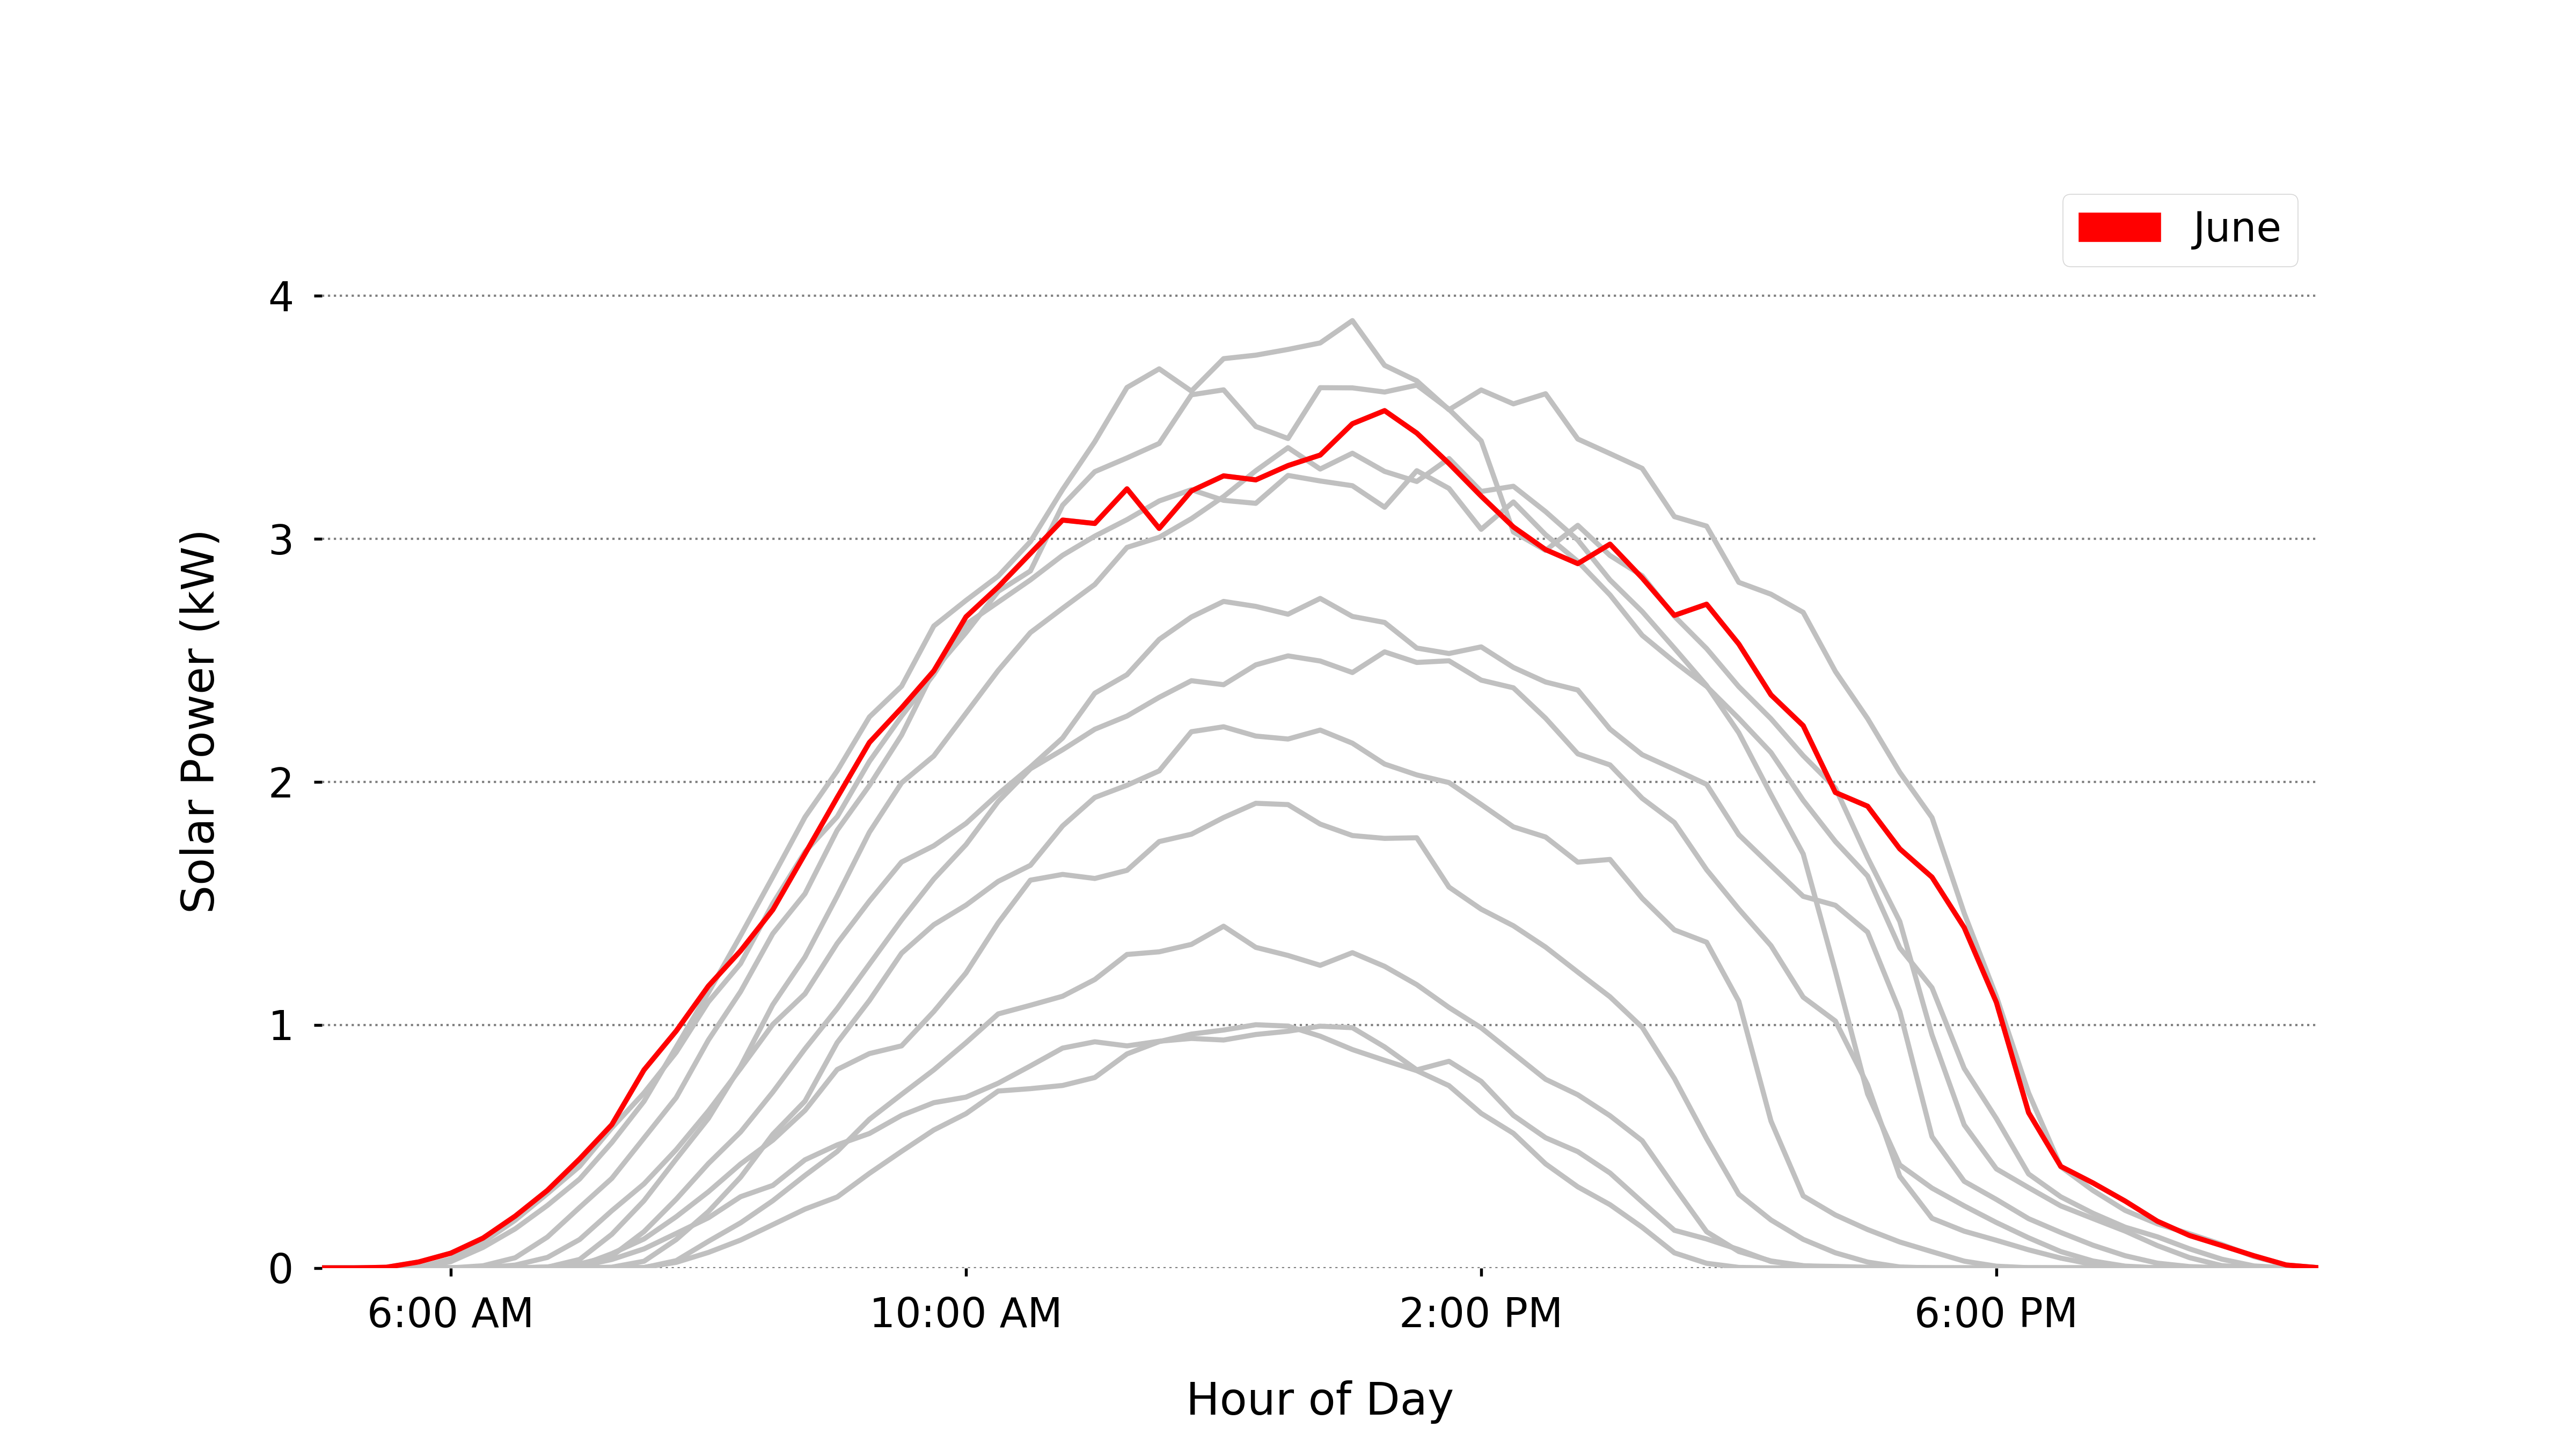 June
4
3
2
1
0
Solar Power (kW)
6:00 AM
10:00 AM
2:00 PM
6:00 PM
Hour of Day